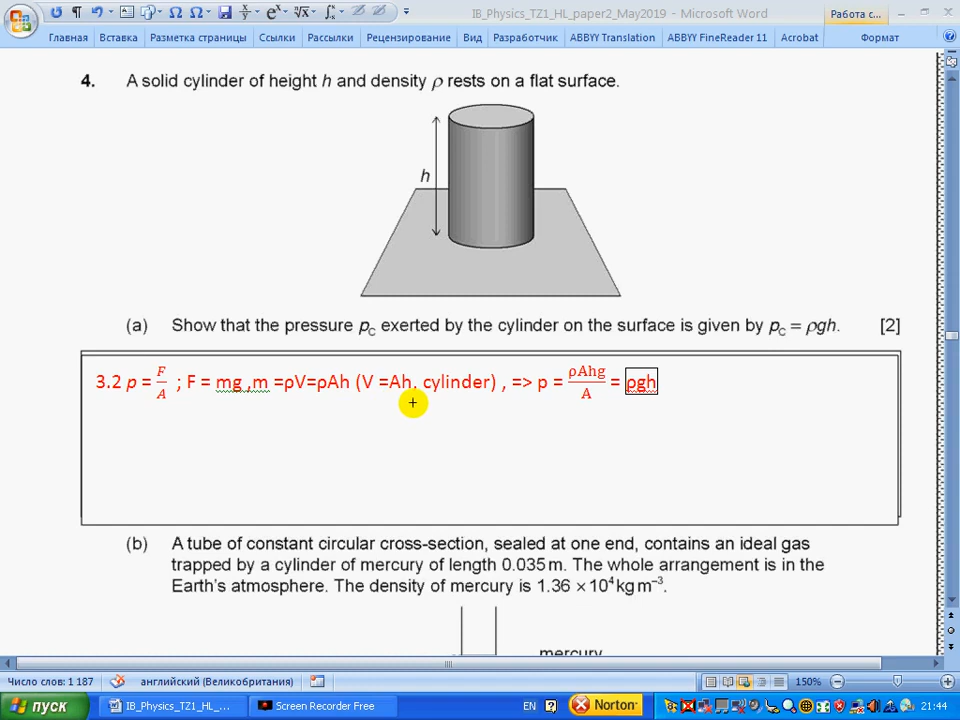 IB_Physics_TZ1_HL_paper2_May2019 - Microsoft Word
Работа с...
Главная Вставка Разметка страницы Ссылки Рассылки Рецензирование Вид Разработчик ABBYY Translation ABBYY FineReader 11 Acrobat Формат
4. A solid cylinder of height h and density ρ rests on a flat surface.
h
(a) Show that the pressure p_C exerted by the cylinder on the surface is given by p_C = ρgh. [2]
3.2 p = F/A ; F = mg ,m =ρV=ρAh (V =Ah, cylinder) , => p = ρAhg/A = ρgh
(b) A tube of constant circular cross-section, sealed at one end, contains an ideal gas
trapped by a cylinder of mercury of length 0.035 m. The whole arrangement is in the
Earth's atmosphere. The density of mercury is 1.36 ×10⁴ kg m⁻³.
mercury
Число слов: 1 187 английский (Великобритания) 150%
пуск IB_Physics_TZ1_HL_... Screen Recorder Free EN Norton 21:44